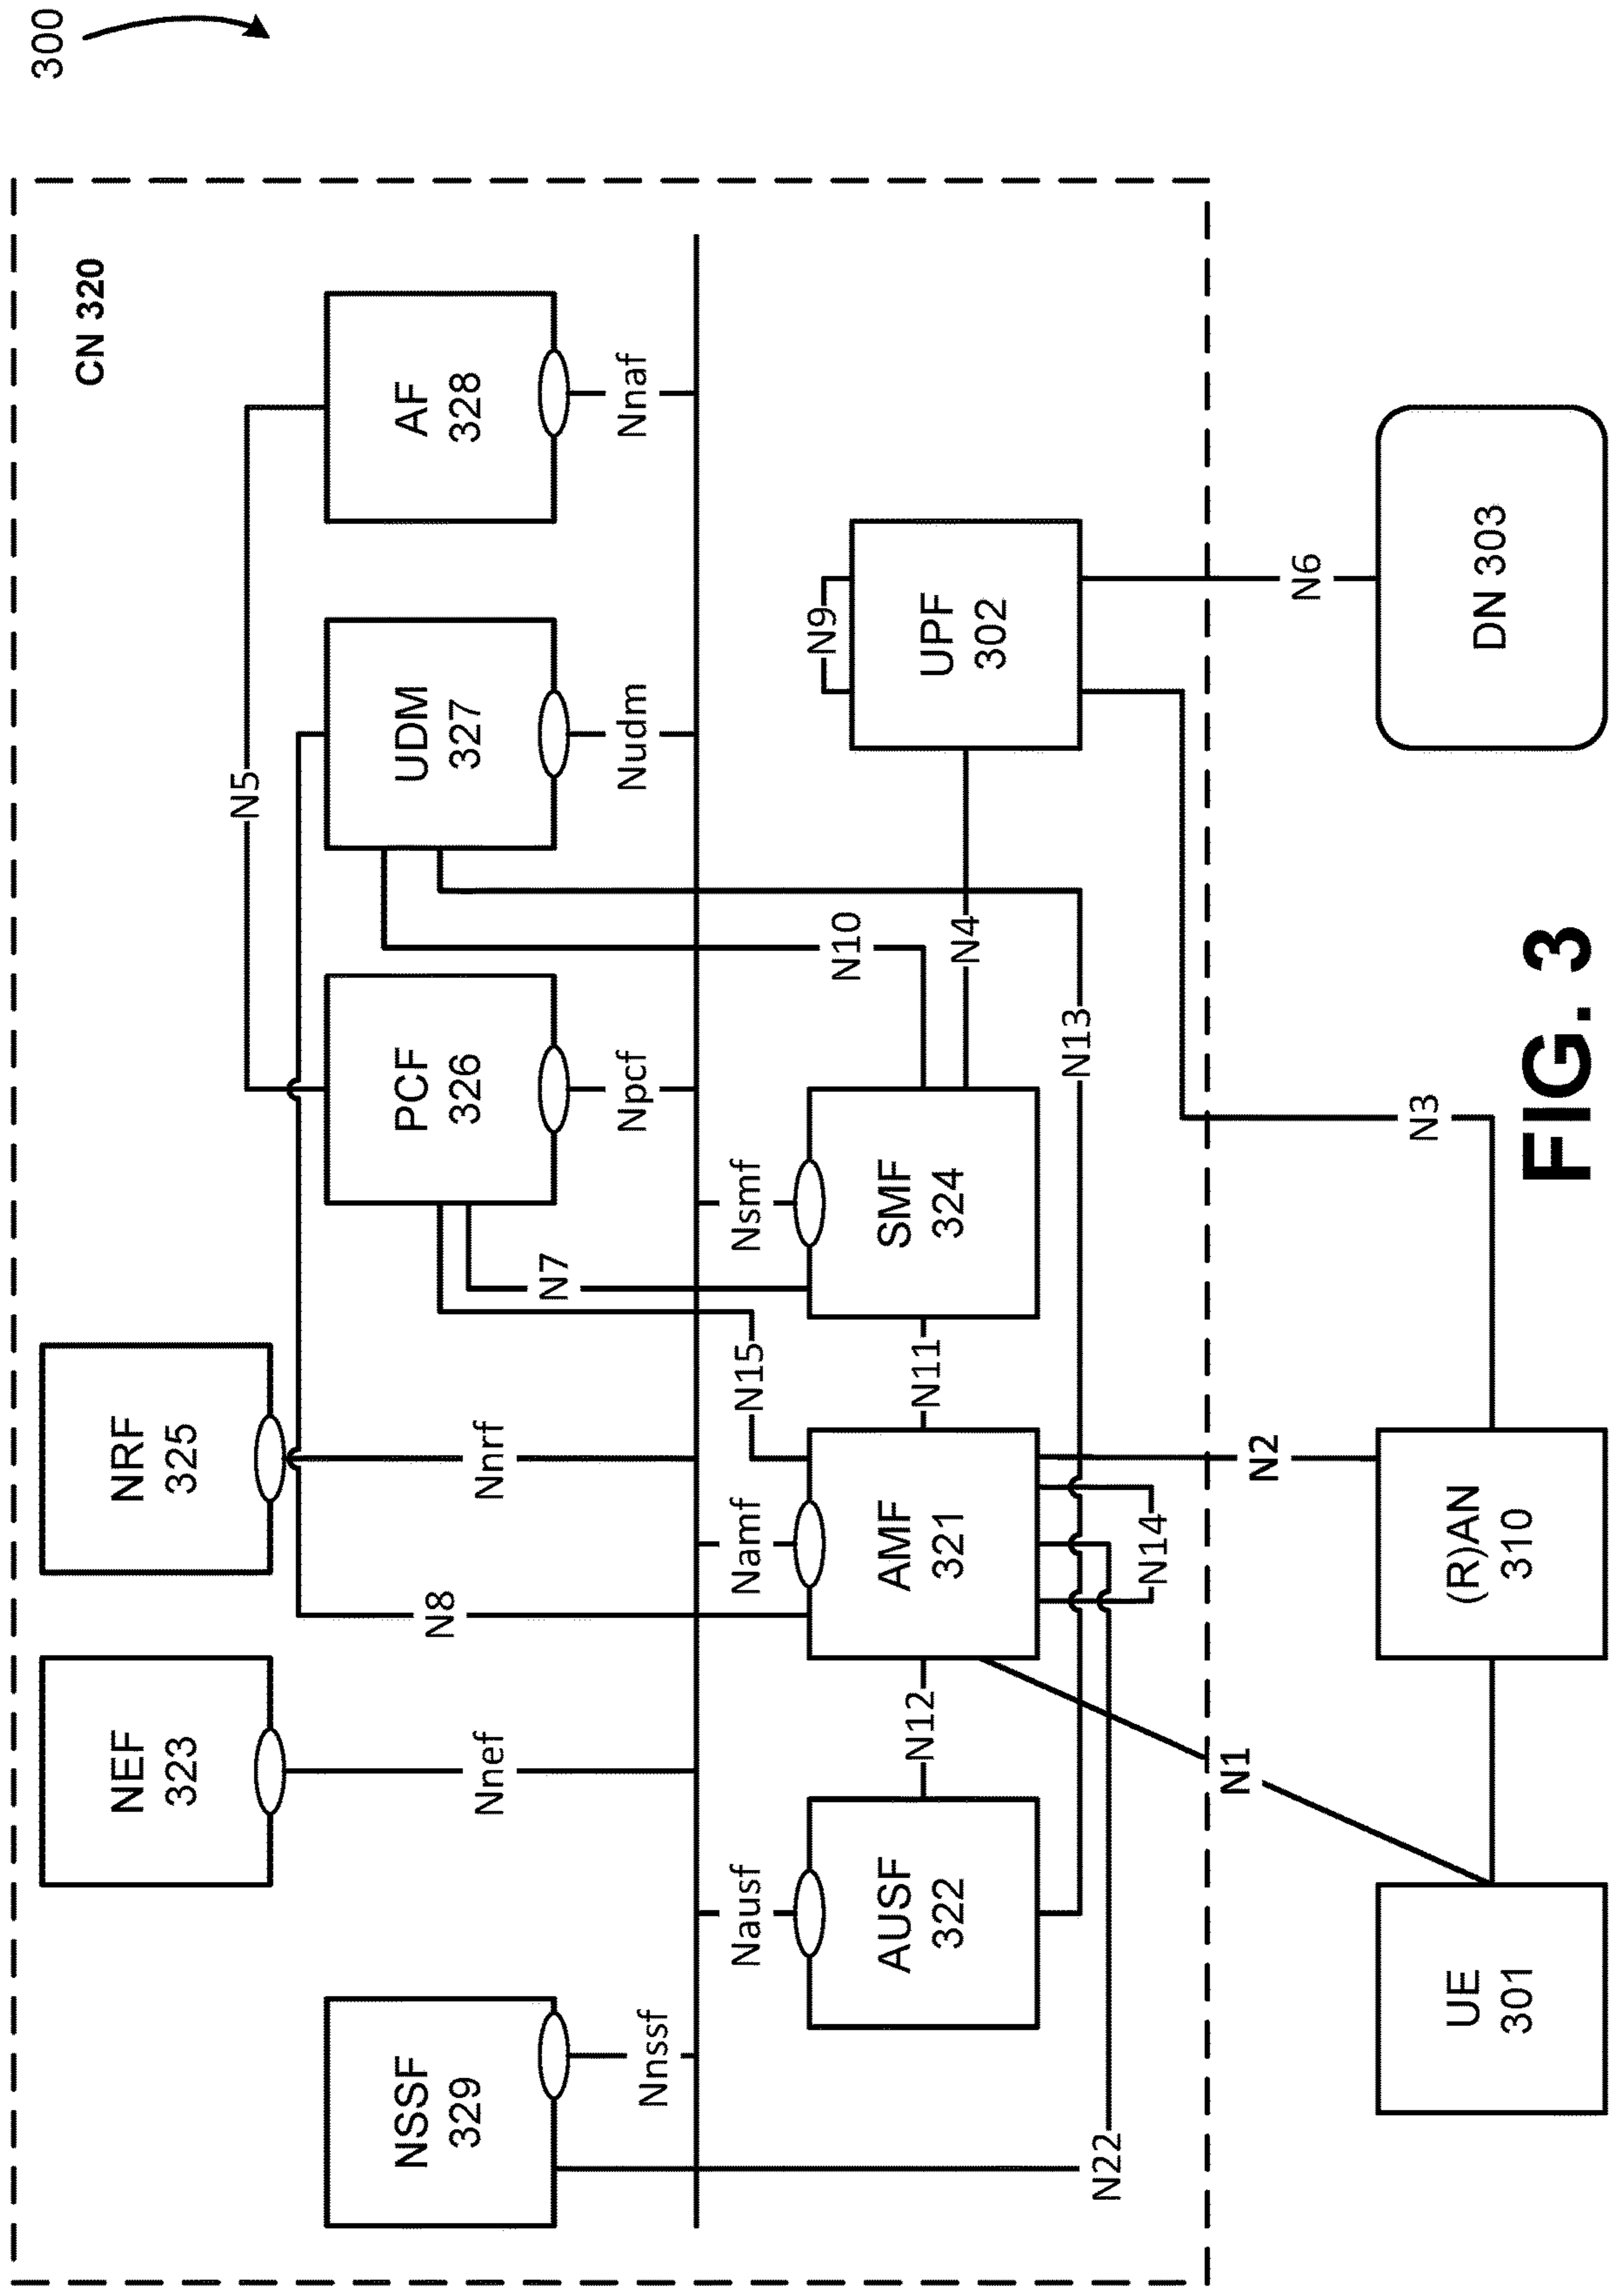 300
CN 320
NEF
323
NRF
325
N5
N8
NSSF
329
PCF
326
UDM
327
AF
328
Nnef
Nnrf
N7
Nnssf
Npcf
Nudm
Nnaf
Nausf
Namf
N15
Nsmf
N10
N9
AUSF
322
N12
AMF
321
N11
SMF
324
N4
UPF
302
N13
N22
N14
N1
N2
N3
N6
UE
301
(R)AN
310
DN 303
FIG. 3